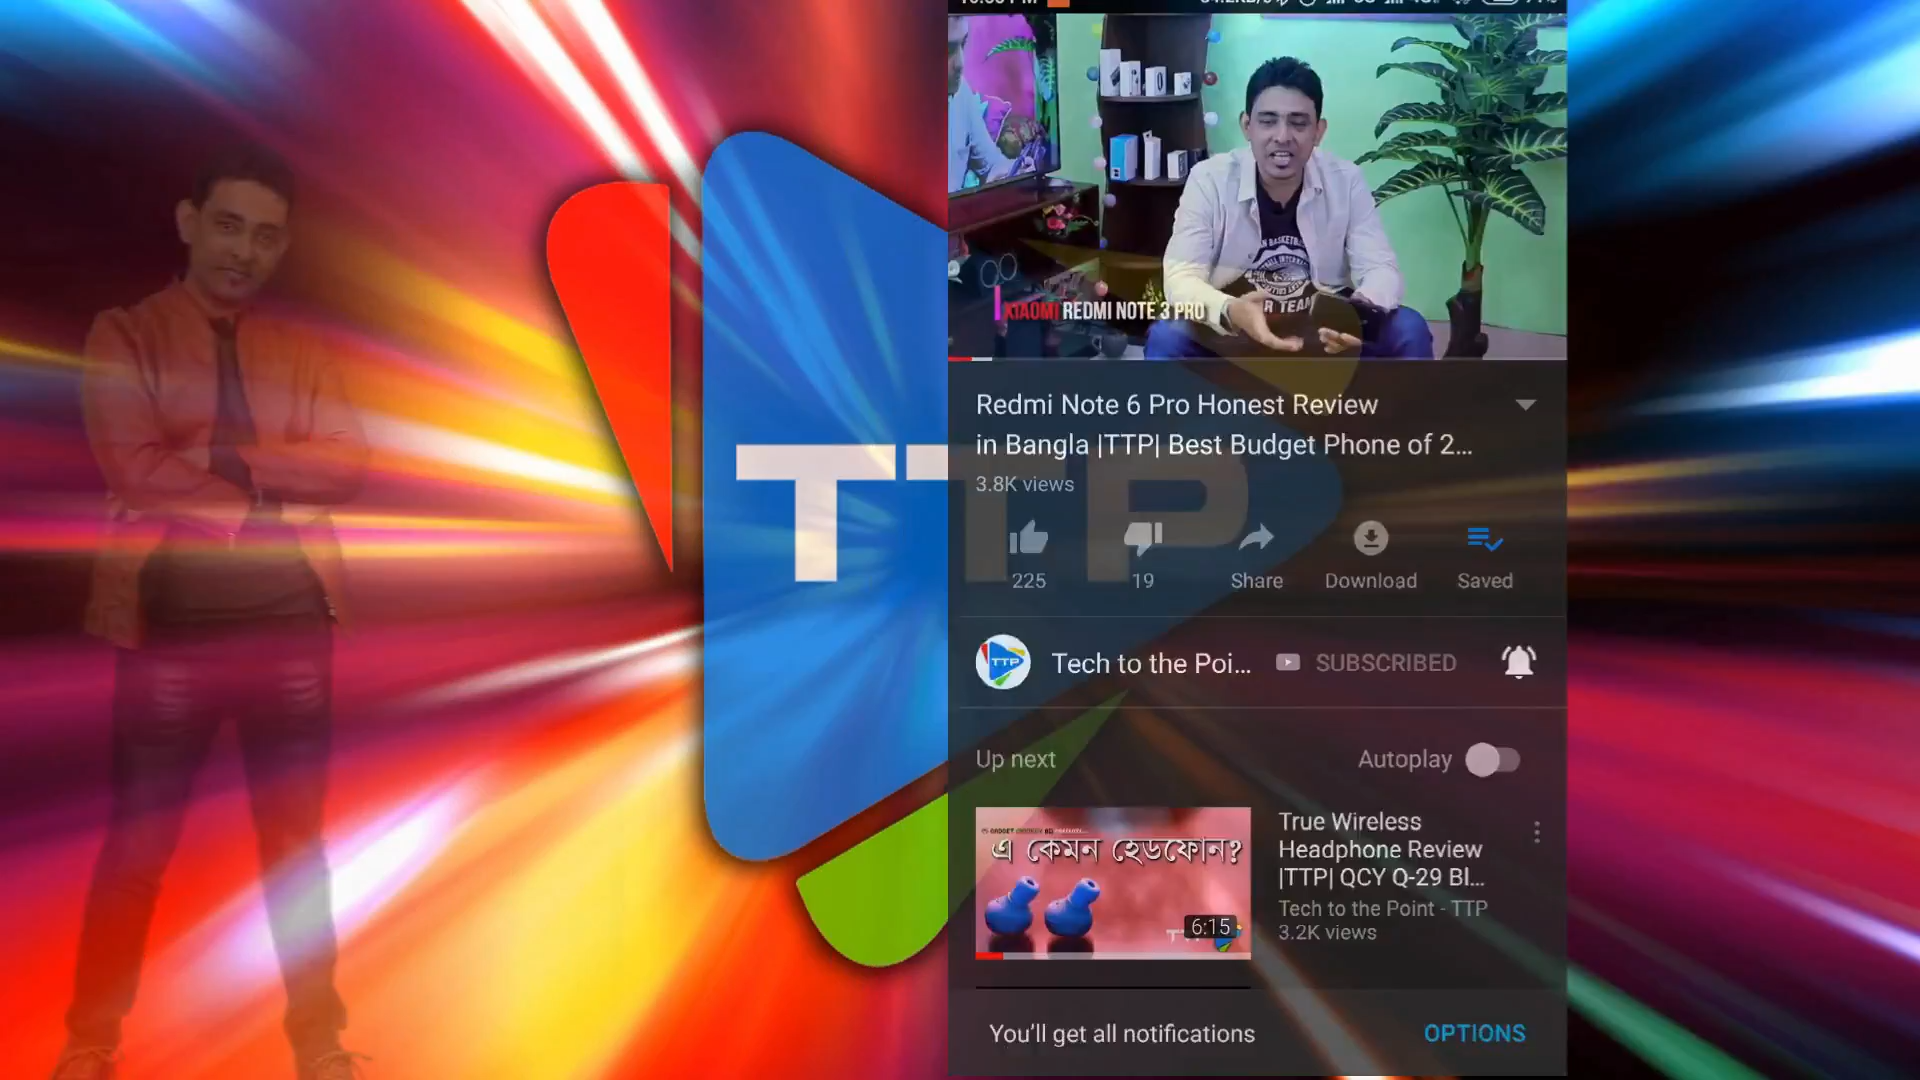 XIAOMI REDMI NOTE 3 PRO
Redmi Note 6 Pro Honest Review
in Bangla |TTP| Best Budget Phone of 2...
3.8K views
225
19
Share
Download
Saved
TTP
TTP
Tech to the Poi...
SUBSCRIBED
Up next
Autoplay
এ কেমন হেডফোন?
6:15
True Wireless
Headphone Review
|TTP| QCY Q-29 Bl...
Tech to the Point - TTP
3.2K views
You'll get all notifications
OPTIONS